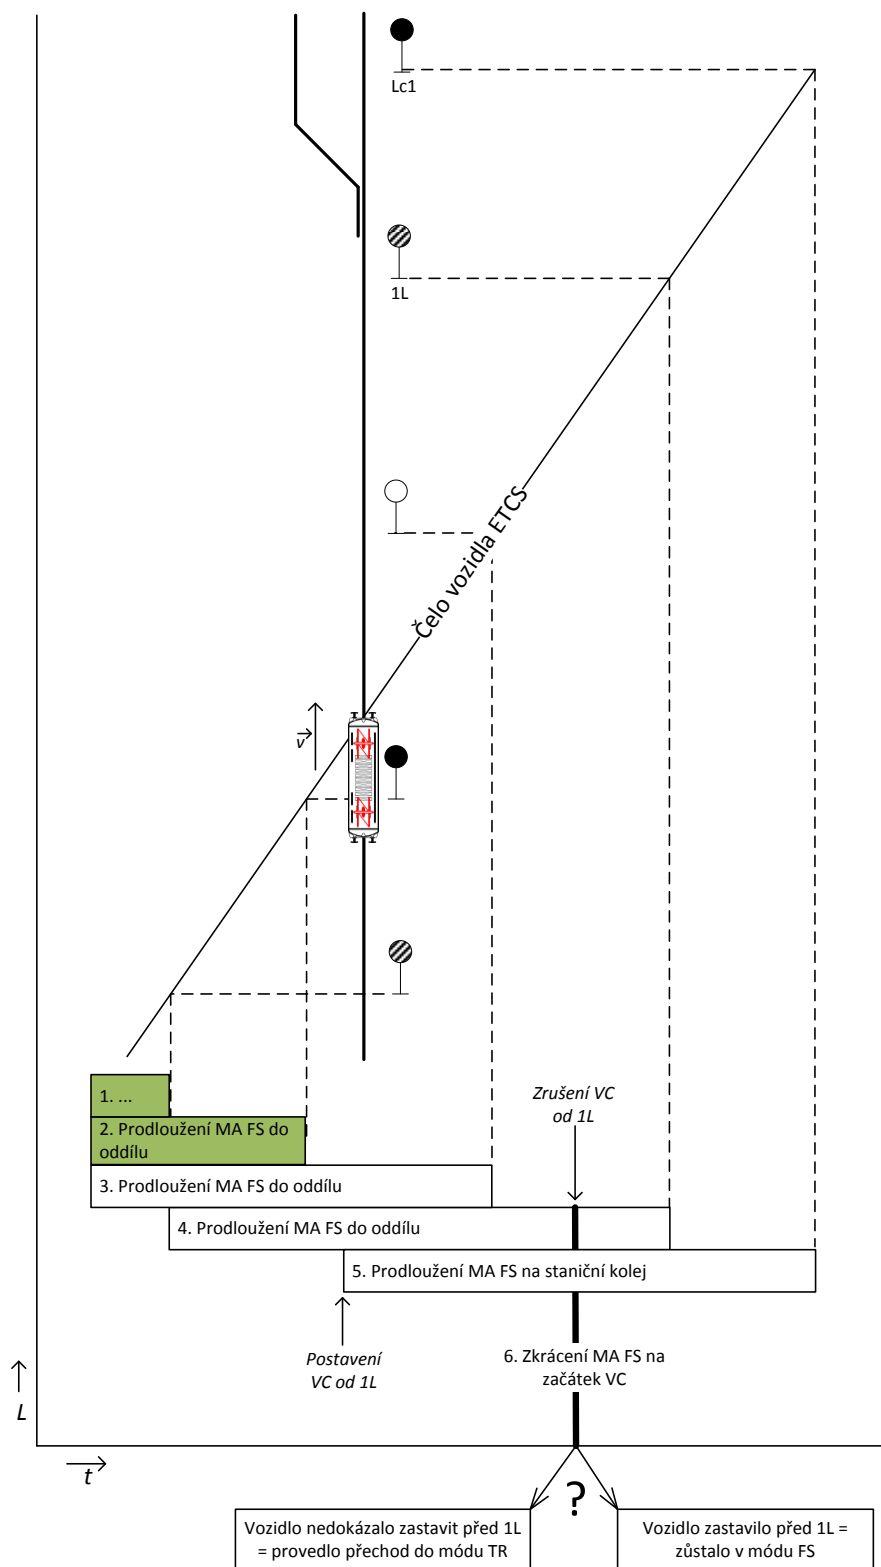 Lc1
1L
Čelo vozidla ETCS
v
1. ...
2. Prodloužení MA FS do
oddílu
3. Prodloužení MA FS do oddílu
4. Prodloužení MA FS do oddílu
5. Prodloužení MA FS na staniční kolej
Zrušení VC
od 1L
Postavení
VC od 1L
6. Zkrácení MA FS na
začátek VC
L
t
?
Vozidlo nedokázalo zastavit před 1L
= provedlo přechod do módu TR
Vozidlo zastavilo před 1L =
zůstalo v módu FS